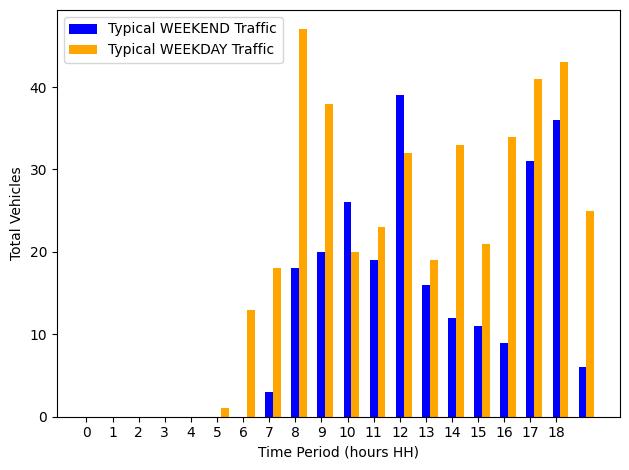 Typical WEEKEND Traffic
Typical WEEKDAY Traffic
Total Vehicles
40
30
20
10
0
0 1 2 3 4 5 6 7 8 9 10 11 12 13 14 15 16 17 18
Time Period (hours HH)